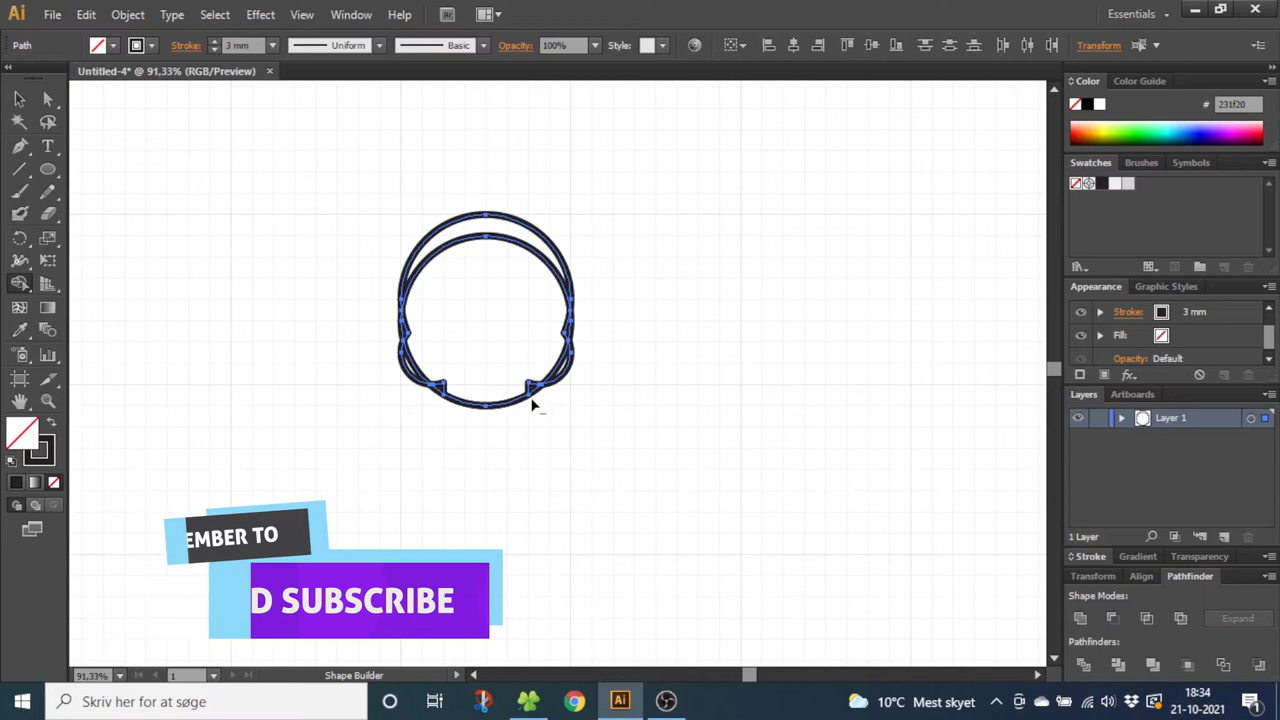 Ai File Edit Object Type Select Effect View Window Help Br Essentials
Path Stroke: 3 mm Uniform Basic Opacity: 100% Style: Transform
Untitled-4* @ 91,33% (RGB/Preview)
Color Color Guide
# 231f20
Swatches Brushes Symbols
Appearance Graphic Styles
Stroke: 3 mm
Fill:
Opacity: Default
fx
Layers Artboards
Layer 1
1 Layer
Stroke Gradient Transparency
Transform Align Pathfinder
Shape Modes:
Expand
Pathfinders:
EMBER TO
D SUBSCRIBE
91,33% 1 Shape Builder
Skriv her for at søge
Ai
10°C Mest skyet
18:34
21-10-2021